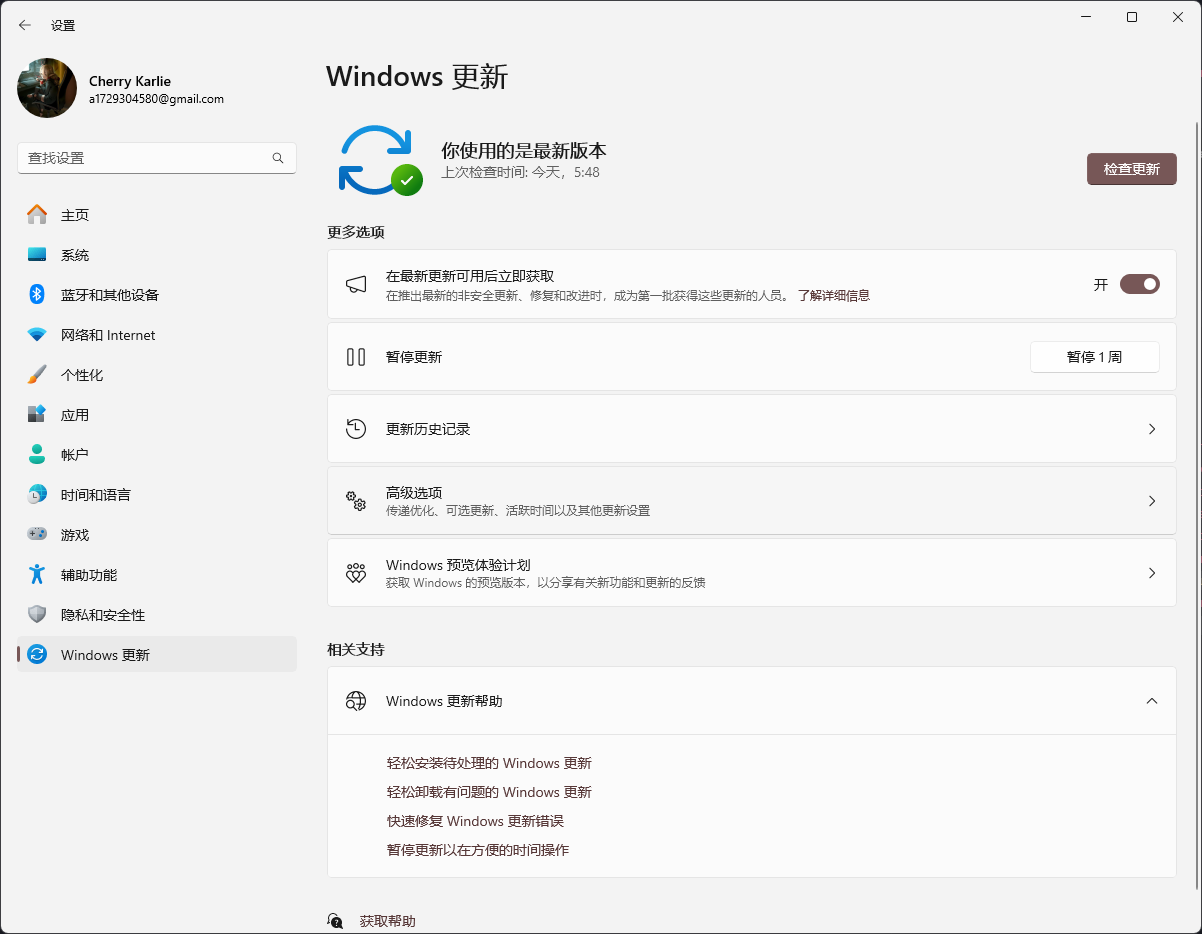 设置
Cherry Karlie
a1729304580@gmail.com
查找设置
主页
系统
蓝牙和其他设备
网络和 Internet
个性化
应用
帐户
时间和语言
游戏
辅助功能
隐私和安全性
Windows 更新
Windows 更新
你使用的是最新版本
上次检查时间: 今天，5:48
检查更新
更多选项
在最新更新可用后立即获取
在推出最新的非安全更新、修复和改进时，成为第一批获得这些更新的人员。 了解详细信息
开
暂停更新
暂停 1 周
更新历史记录
高级选项
传递优化、可选更新、活跃时间以及其他更新设置
Windows 预览体验计划
获取 Windows 的预览版本，以分享有关新功能和更新的反馈
相关支持
Windows 更新帮助
轻松安装待处理的 Windows 更新
轻松卸载有问题的 Windows 更新
快速修复 Windows 更新错误
暂停更新以在方便的时间操作
获取帮助